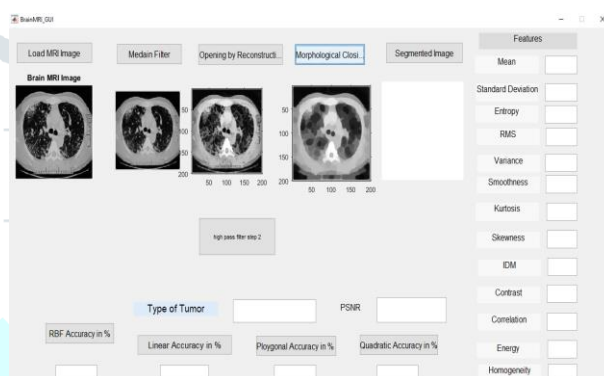 BrainMRI_GUI
Load MRI Image
Medain Filter
Opening by Reconstructi...
Morphological Closi...
Segmented Image
Features
Brain MRI Image
50
100
150
200
50 100 150 200
50
100
150
200
50 100 150 200
high pass filter step 2
Type of Tumor
PSNR
RBF Accuracy in %
Linear Accuracy in %
Ploygonal Accuracy in %
Quadratic Accuracy in %
Mean
Standard Deviation
Entropy
RMS
Variance
Smoothness
Kurtosis
Skewness
IDM
Contrast
Correlation
Energy
Homogeneity